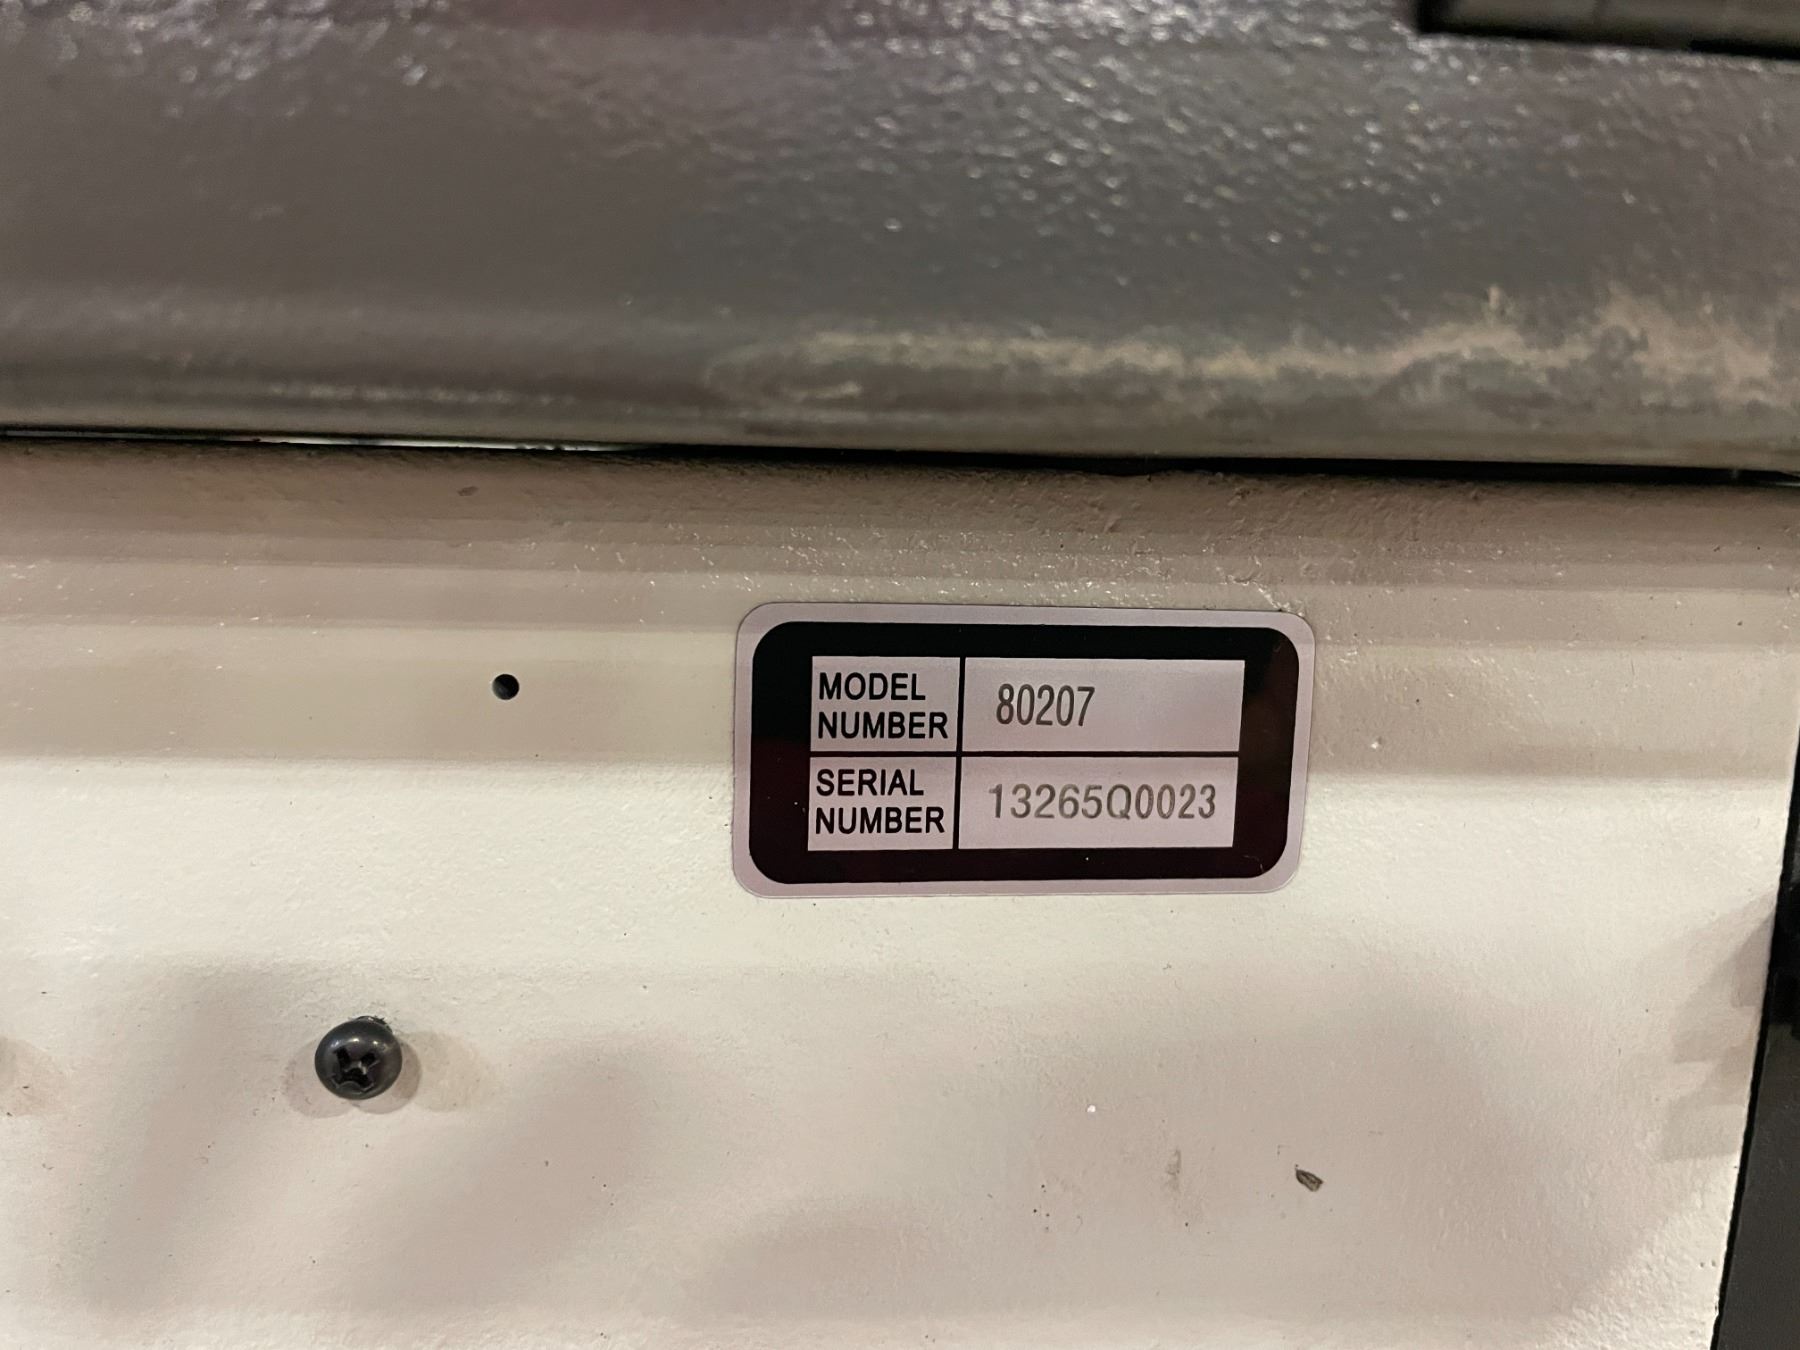 MODEL
NUMBER
80207
SERIAL
NUMBER
13265Q0023